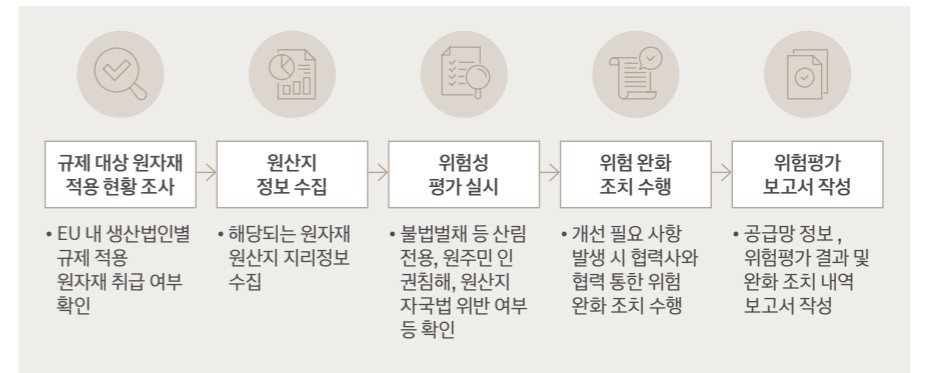 규제 대상 원자재
적용 현황 조사
원산지
정보 수집
위험성
평가 실시
위험 완화
조치 수행
위험평가
보고서 작성
• EU 내 생산법인별
규제 적용
원자재 취급 여부
확인
• 해당되는 원자재
원산지 지리정보
수집
• 불법벌채 등 산림
전용, 원주민 인
권침해, 원산지
자국법 위반 여부
등 확인
• 개선 필요 사항
발생 시 협력사와
협력 통한 위험
완화 조치 수행
• 공급망 정보 ,
위험평가 결과 및
완화 조치 내역
보고서 작성